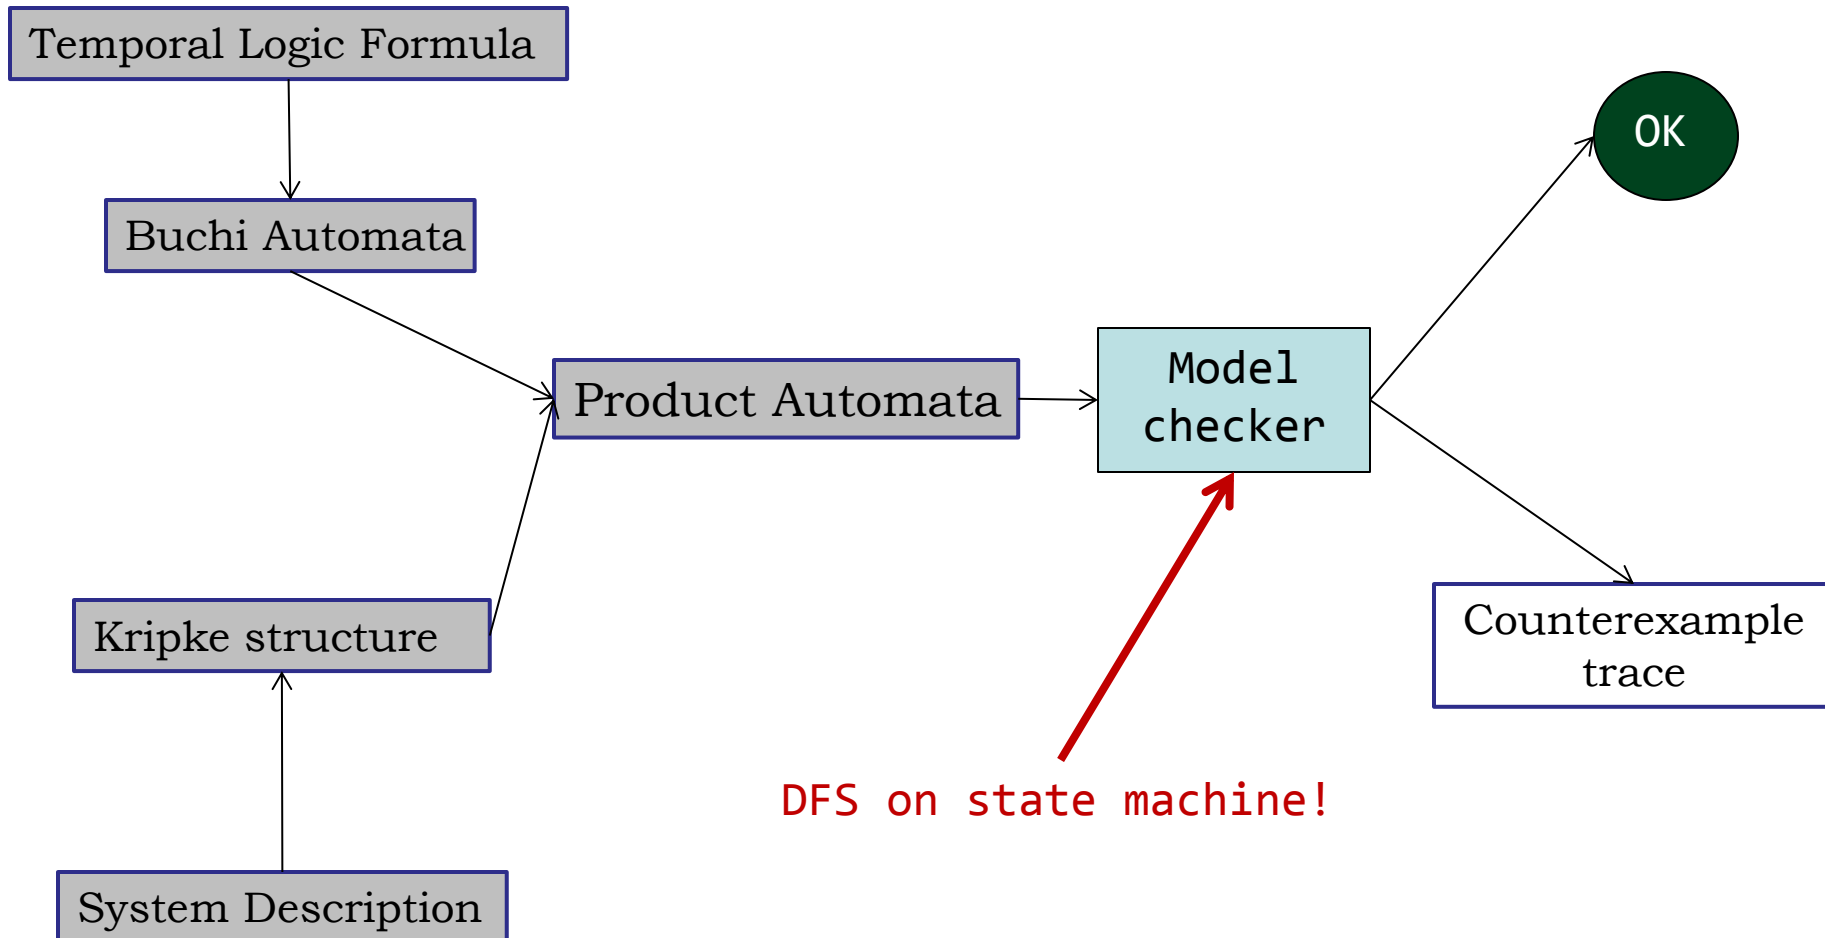 Temporal Logic Formula
OK
Buchi Automata
Model
checker
Product Automata
Kripke structure
Counterexample
trace
DFS on state machine!
System Description